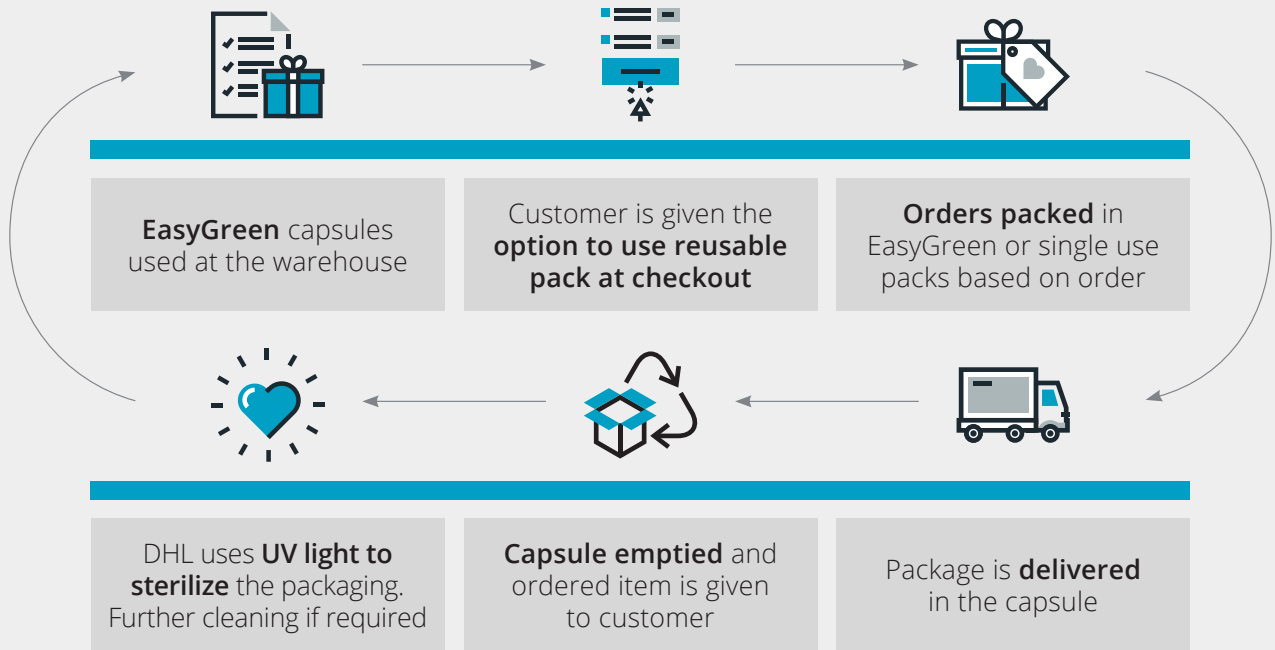 EasyGreen capsules
used at the warehouse
Customer is given the
option to use reusable
pack at checkout
Orders packed in
EasyGreen or single use
packs based on order
DHL uses UV light to
sterilize the packaging.
Further cleaning if required
Capsule emptied and
ordered item is given
to customer
Package is delivered
in the capsule